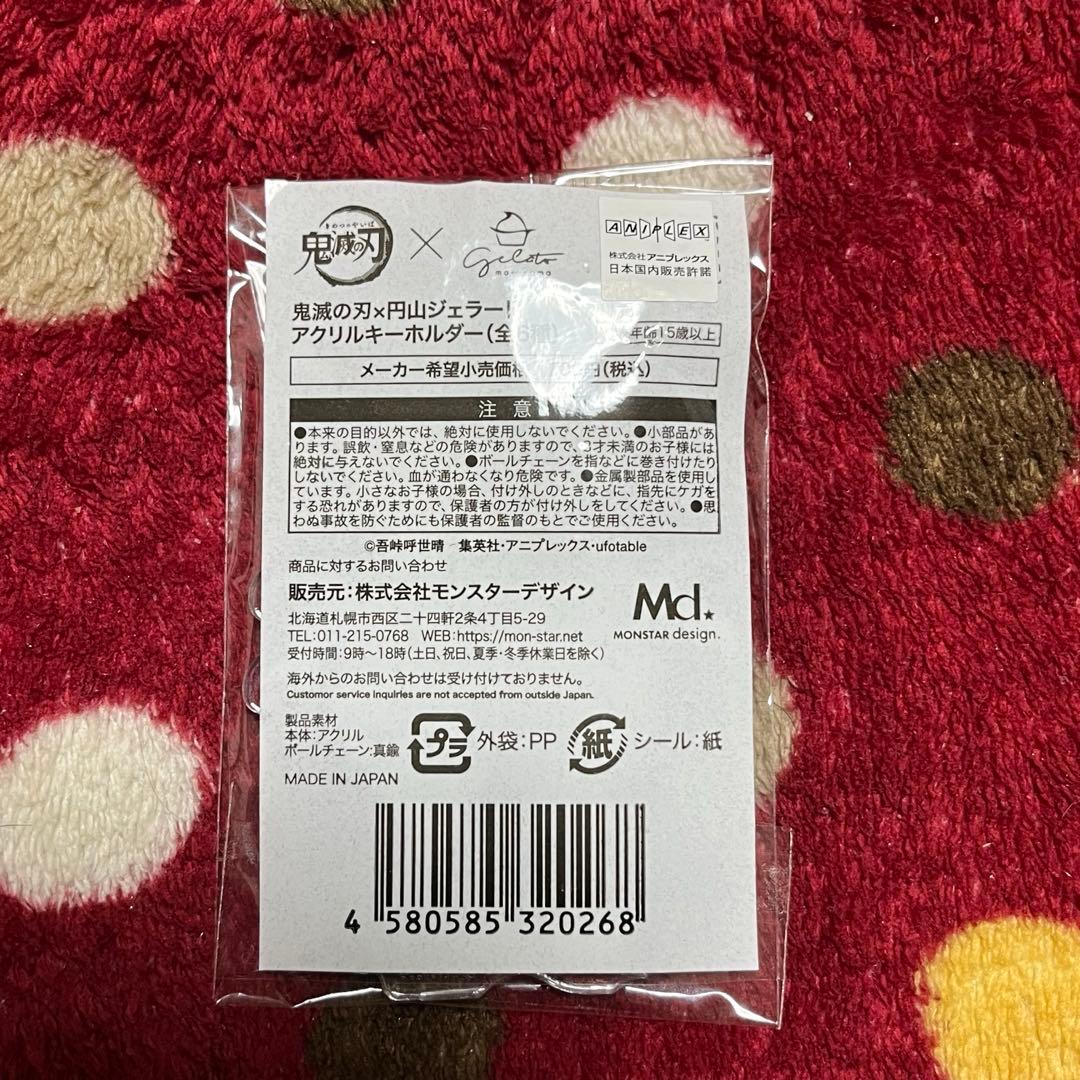 きめつのやいば
鬼滅の刃 × Gelato
ANIPLEX
株式会社 アニプレックス
日本国内販売許諾
鬼滅の刃×円山ジェラー
アクリルキーホルダー（全6種）
年齢15歳以上
メーカー希望小売価格 円（税込）
注意
●本来の目的以外では、絶対に使用しないでください。●小部品があ
ります。誤飲・窒息などの危険がありますので、3才未満のお子様には
絶対に与えないでください。●ボールチェーンを指などに巻き付けたり
しないでください。血が通わなくなり危険です。●金属製部品を使用し
ています。小さなお子様の場合、付け外しのときなどに、指先にケガを
する恐れがありますので、保護者の方が付け外しをしてください。●思
わぬ事故を防ぐためにも保護者の監督のもとでご使用ください。
©吾峠呼世晴／集英社・アニプレックス・ufotable
商品に対するお問い合わせ
販売元：株式会社モンスターデザイン
北海道札幌市西区二十四軒2条4丁目5-29
TEL:011-215-0768 WEB:https://mon-star.net
受付時間：9時〜18時（土日、祝日、夏季・冬季休業日を除く）
Md.
MONSTAR design.
海外からのお問い合わせは受け付けておりません。
Customor service inquiries are not accepted from outside Japan.
製品素材
本体：アクリル
ボールチェーン：真鍮
プラ 外袋：PP 紙 シール：紙
MADE IN JAPAN
4 580585 320268